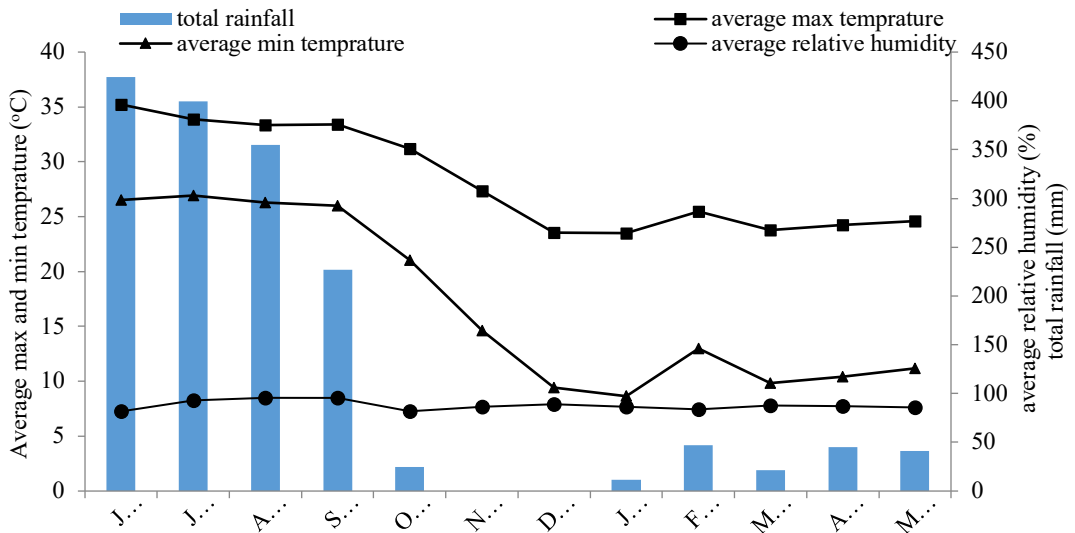 total rainfall
average max temprature
average min temprature
average relative humidity
Average max and min temprature (°C)
40
35
30
25
20
15
10
5
0
450
400
350
300
250
200
150
100
50
0
average relative humidity (%)
total rainfall (mm)
J…
J…
A…
S…
O…
N…
D…
J…
F…
M…
A…
M…